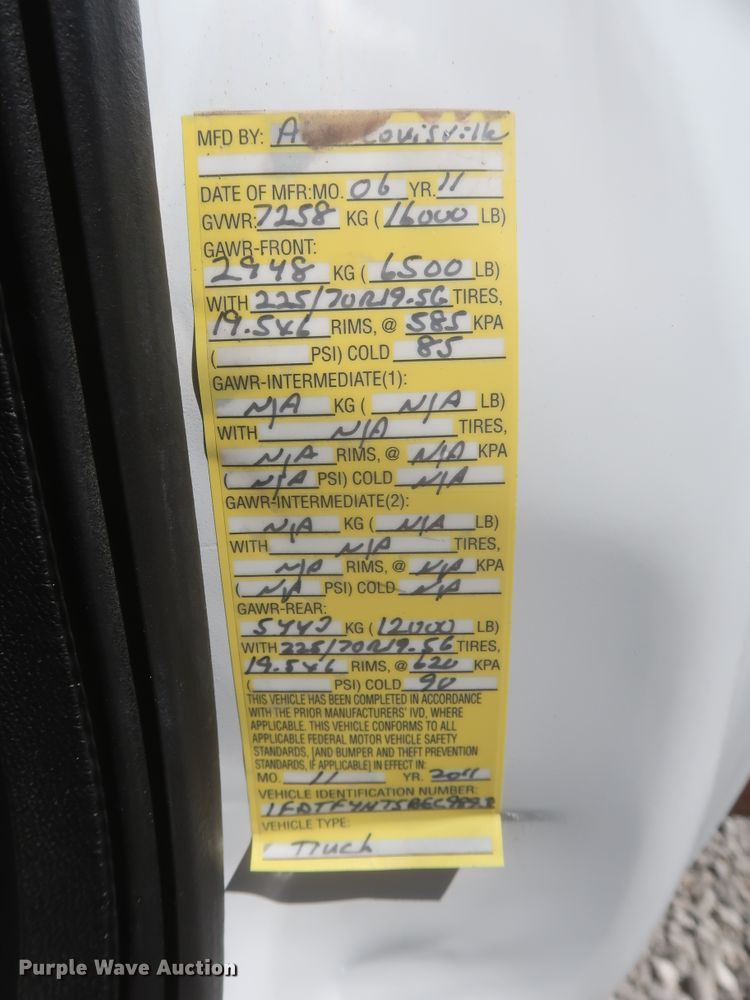 MFD BY: Louisville
DATE OF MFR: MO. 06 YR. 11
GVWR: 7258 KG (16000 LB)
GAWR-FRONT:
2948 KG (6500 LB)
WITH 225/70R19.5G TIRES,
19.5x6 RIMS, @ 585 KPA
( PSI) COLD 85
GAWR-INTERMEDIATE(1):
N/A KG ( N/A LB)
WITH N/A TIRES,
N/A RIMS, @ N/A KPA
( N/A PSI) COLD N/A
GAWR-INTERMEDIATE(2):
N/A KG ( N/A LB)
WITH N/A TIRES,
N/A RIMS, @ N/A KPA
( N/A PSI) COLD N/A
GAWR-REAR:
5443 KG (12000 LB)
WITH 225/70R19.5G TIRES,
19.5x6 RIMS, @ 620 KPA
( PSI) COLD 90
THIS VEHICLE HAS BEEN COMPLETED IN ACCORDANCE
WITH THE PRIOR MANUFACTURERS' IVD, WHERE
APPLICABLE. THIS VEHICLE CONFORMS TO ALL
APPLICABLE FEDERAL MOTOR VEHICLE SAFETY
STANDARDS, [AND BUMPER AND THEFT PREVENTION
STANDARDS, IF APPLICABLE] IN EFFECT IN:
MO. 11 YR. 2011
VEHICLE IDENTIFICATION NUMBER:
VEHICLE TYPE:
Truck
Purple Wave Auction